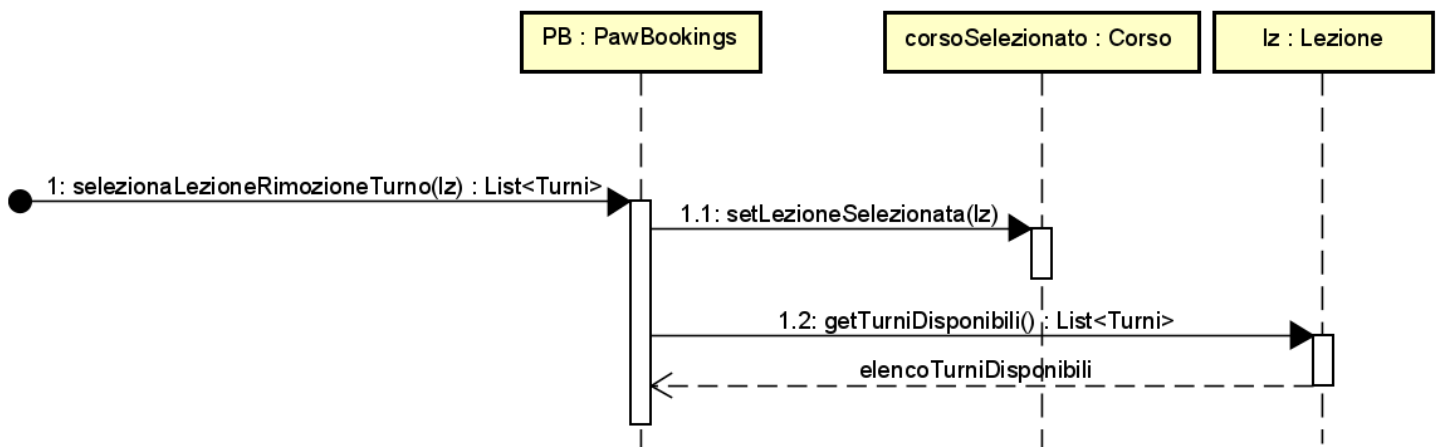 PB : PawBookings
corsoSelezionato : Corso
lz : Lezione
1: selezionaLezioneRimozioneTurno(lz) : List<Turni>
1.1: setLezioneSelezionata(lz)
1.2: getTurniDisponibili() : List<Turni>
elencoTurniDisponibili